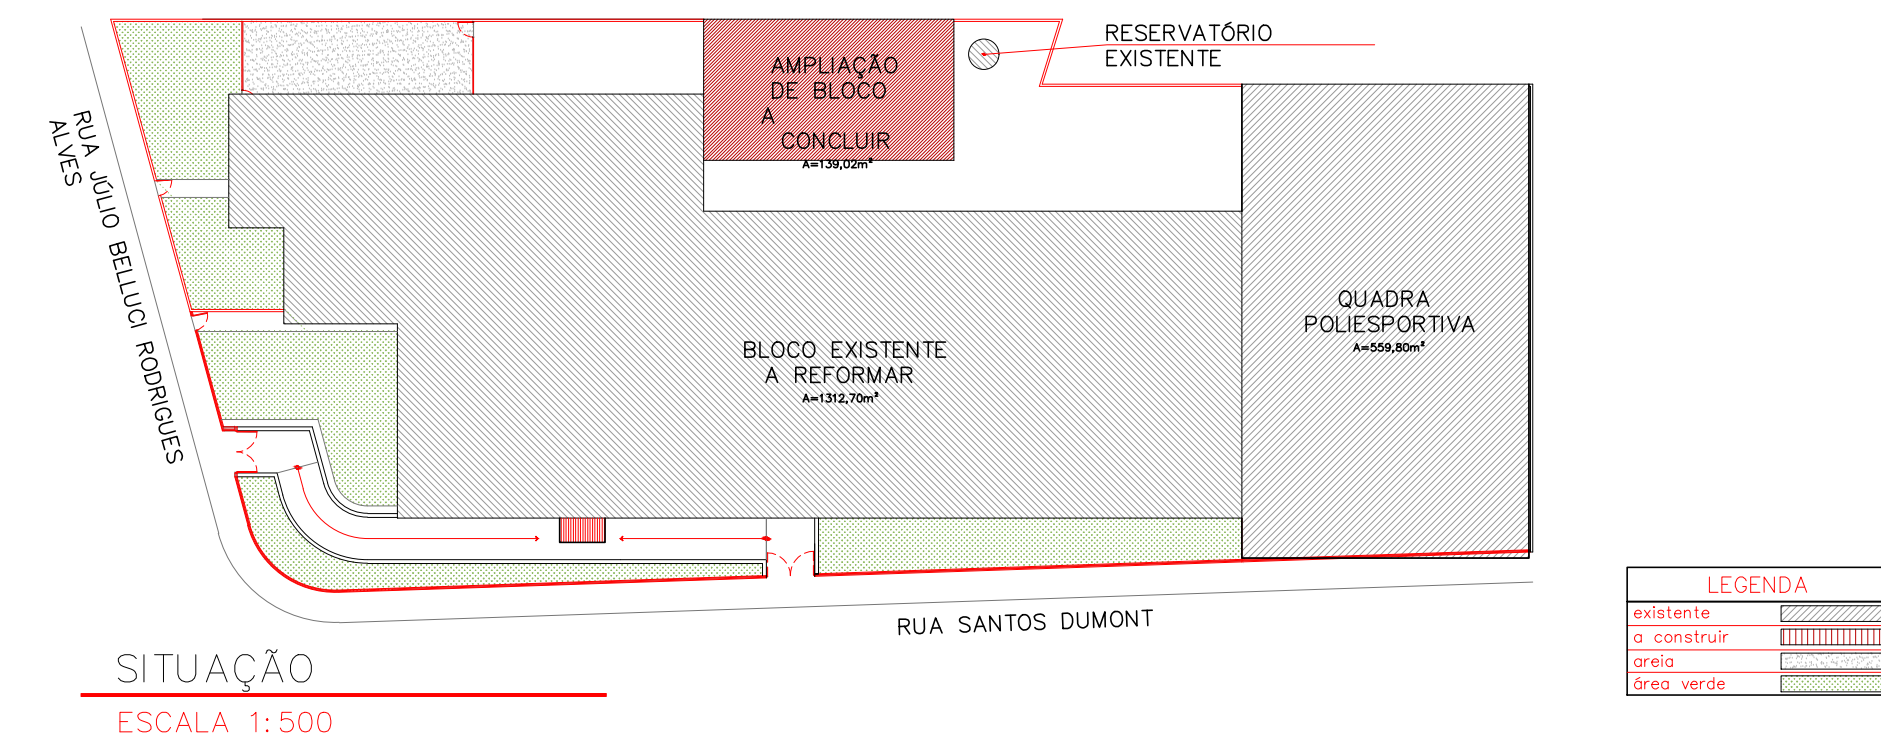 RESERVATÓRIO
EXISTENTE
AMPLIAÇÃO
DE BLOCO
A
CONCLUIR
A=139,02m²
RUA JÚLIO BELLUCI RODRIGUES
ALVES
QUADRA
POLIESPORTIVA
A=559,80m²
BLOCO EXISTENTE
A REFORMAR
A=1312,70m²
RUA SANTOS DUMONT
SITUAÇÃO
ESCALA 1:500
LEGENDA
existente
a construir
areia
área verde